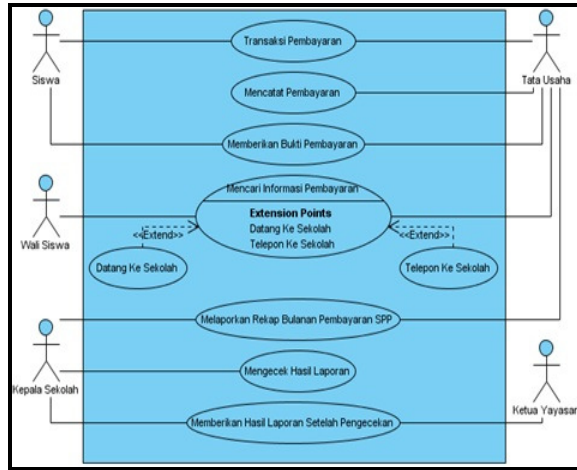 Transaksi Pembayaran
Siswa
Tata Usaha
Mencatat Pembayaran
Memberikan Bukti Pembayaran
Mencari Informasi Pembayaran
Extension Points
Datang Ke Sekolah
Telepon Ke Sekolah
Wali Siswa
<<Extend>>
<<Extend>>
Datang Ke Sekolah
Telepon Ke Sekolah
Melaporkan Rekap Bulanan Pembayaran SPP
Kepala Sekolah
Mengecek Hasil Laporan
Memberikan Hasil Laporan Setelah Pengecekan
Ketua Yayasan